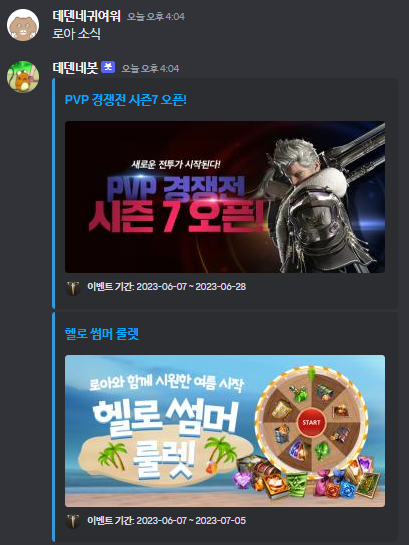 데덴네귀여워 오늘 오후 4:04
로아 소식
데덴네봇 봇 오늘 오후 4:04
PVP 경쟁전 시즌7 오픈!
새로운 전투가 시작된다!
PVP 경쟁전
시즌 7 오픈!
이벤트 기간: 2023-06-07 ~ 2023-06-28
헬로 썸머 룰렛
로아와 함께 시원한 여름 시작
헬로 썸머
룰렛
START
이벤트 기간: 2023-06-07 ~ 2023-07-05